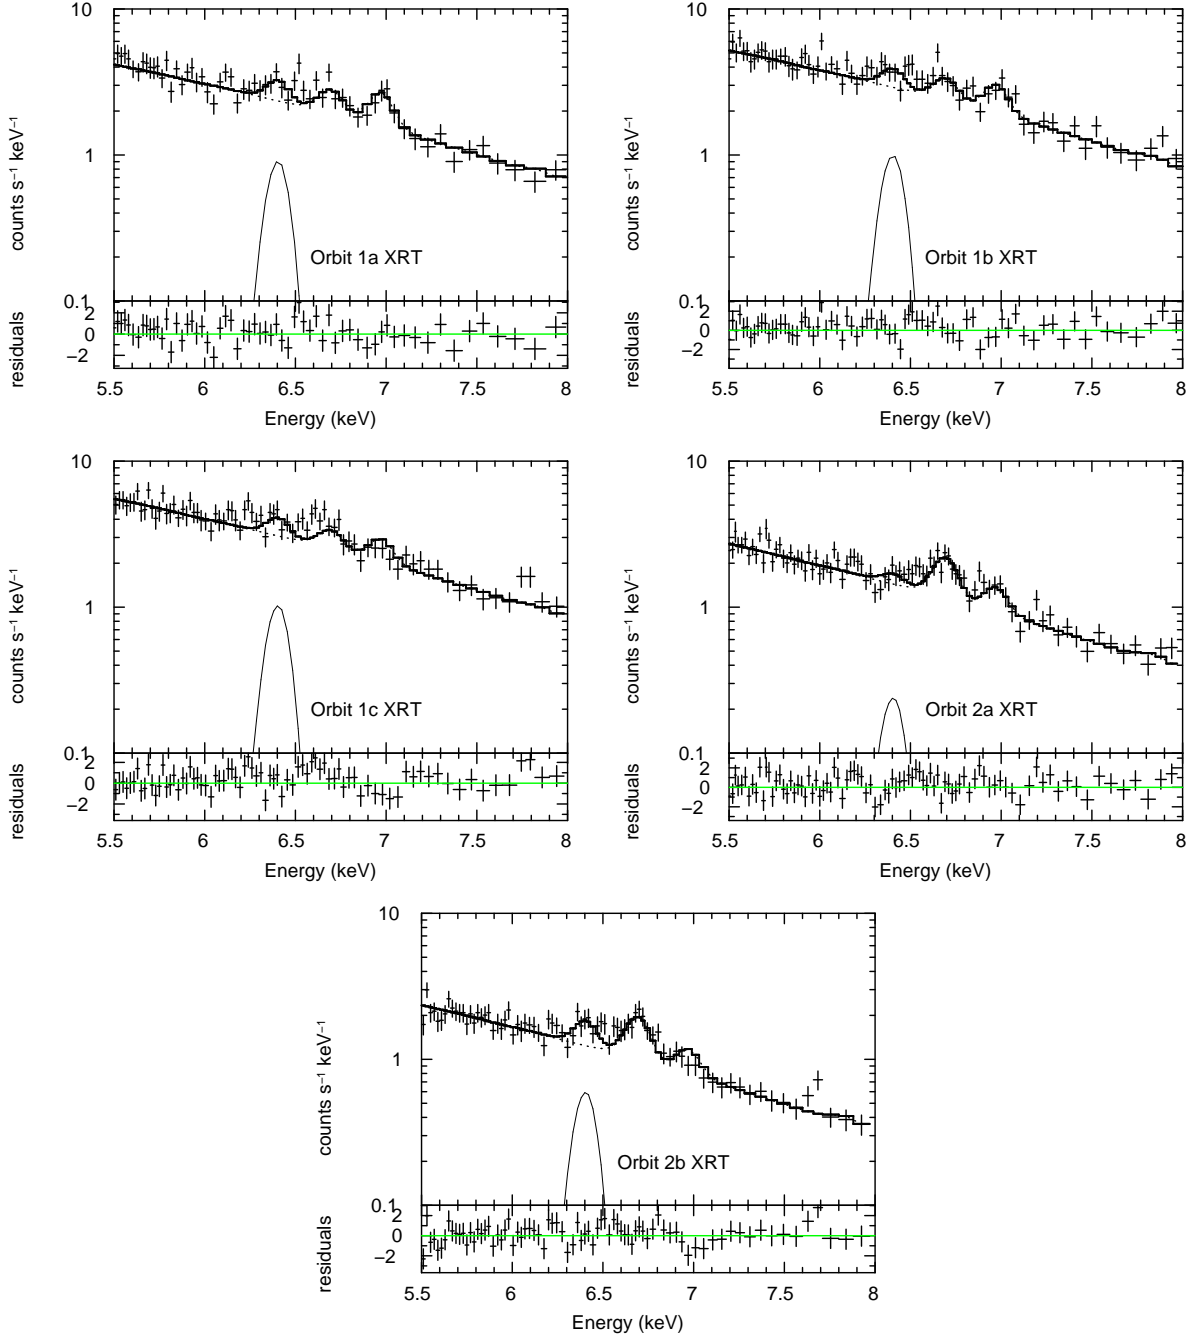 10
1
0.1
counts s⁻¹ keV⁻¹
Orbit 1a XRT
2
0
−2
residuals
5.5 6 6.5 7 7.5 8
Energy (keV)
10
1
0.1
counts s⁻¹ keV⁻¹
Orbit 1b XRT
2
0
−2
residuals
5.5 6 6.5 7 7.5 8
Energy (keV)
10
1
0.1
counts s⁻¹ keV⁻¹
Orbit 1c XRT
2
0
−2
residuals
5.5 6 6.5 7 7.5 8
Energy (keV)
10
1
0.1
counts s⁻¹ keV⁻¹
Orbit 2a XRT
2
0
−2
residuals
5.5 6 6.5 7 7.5 8
Energy (keV)
10
1
0.1
counts s⁻¹ keV⁻¹
Orbit 2b XRT
2
0
−2
residuals
5.5 6 6.5 7 7.5 8
Energy (keV)